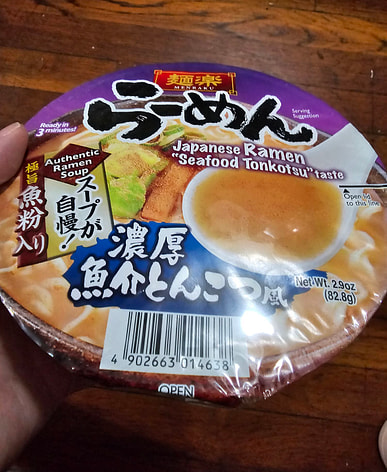 麺楽
MENRAKU
らーめん
Ready in
3 minutes!
Serving
Suggestion
Japanese Ramen
"Seafood Tonkotsu" taste
Authentic
Ramen
Soup
スープが
自慢!
極旨
魚粉入り
Open lid
to this line
濃厚
魚介とんこつ風
Net Wt. 2.9oz
(82.8g)
4 902663 014638
OPEN